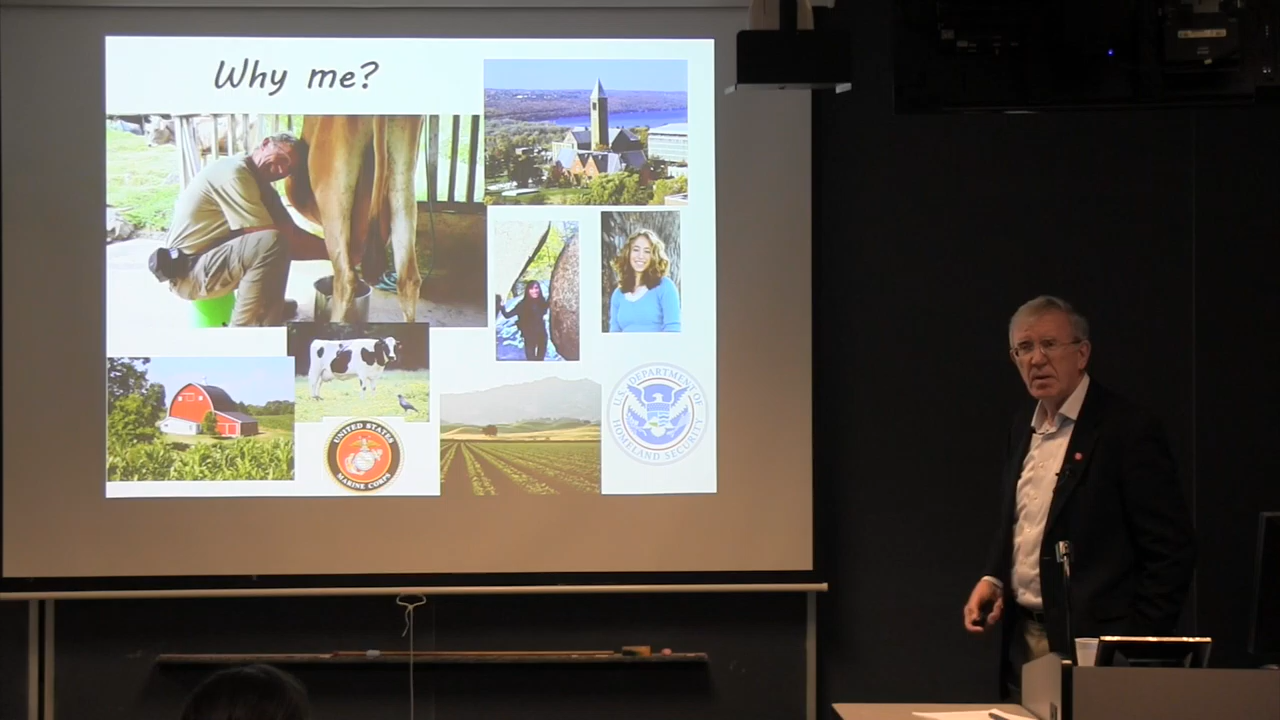 Why me?
UNITED STATES
MARINE CORPS
U.S. DEPARTMENT OF
HOMELAND SECURITY